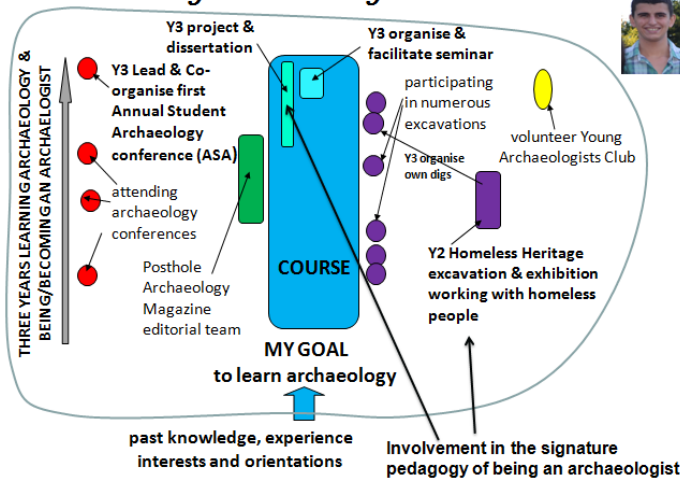 THREE YEARS LEARNING ARCHAEOLOGY &
BEING/BECOMING AN ARCHAELOGIST
Y3 Lead & Co-
organise first
Annual Student
Archaeology
conference (ASA)
attending
archaeology
conferences
Y3 project &
dissertation
Y3 organise &
facilitate seminar
participating
in numerous
excavations
Y3 organise
own digs
volunteer Young
Archaeologists Club
Posthole
Archaeology
Magazine
editorial team
COURSE
Y2 Homeless Heritage
excavation & exhibition
working with homeless
people
MY GOAL
to learn archaeology
past knowledge, experience
interests and orientations
Involvement in the signature
pedagogy of being an archaeologist